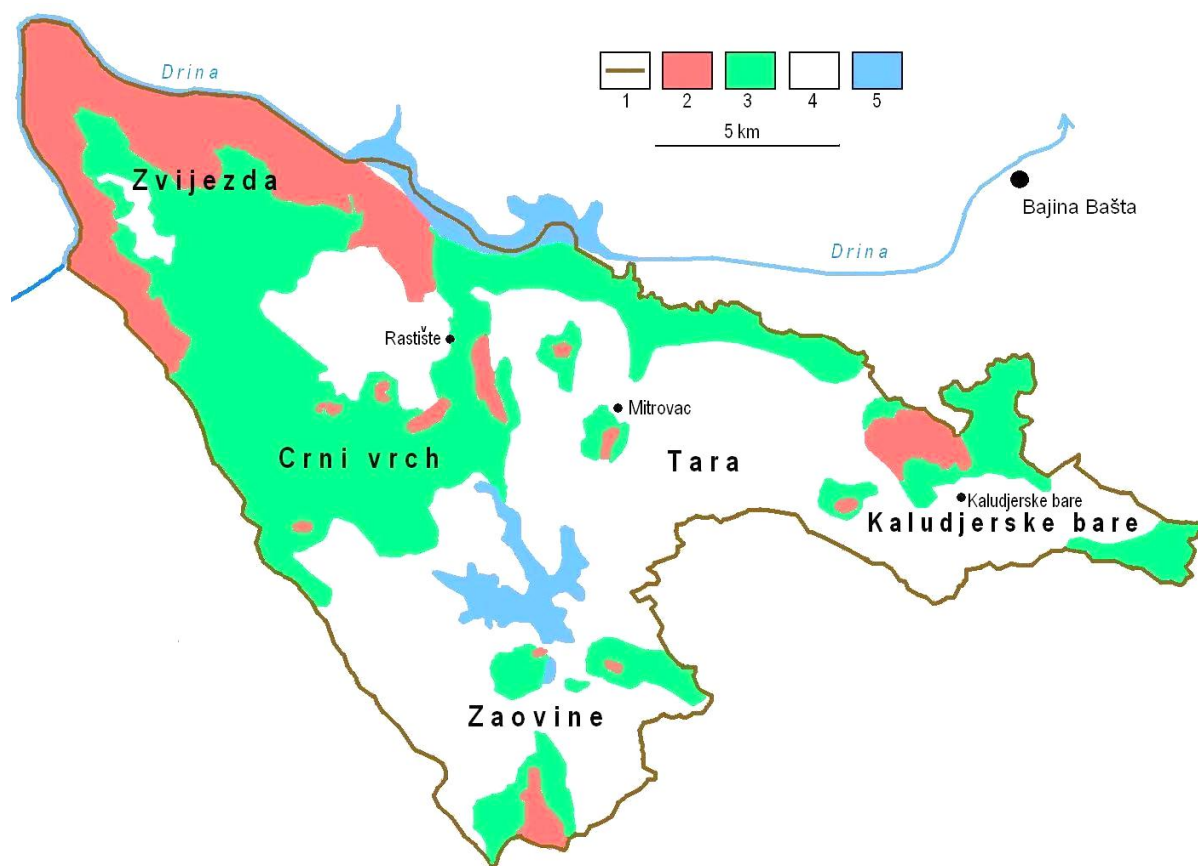 Drina
1 2 3 4 5
5 km
Zvijezda
Bajina Bašta
Drina
Rastište
Mitrovac
Crni vrch
Tara
Kaludjerske bare
Kaludjerske bare
Zaovine